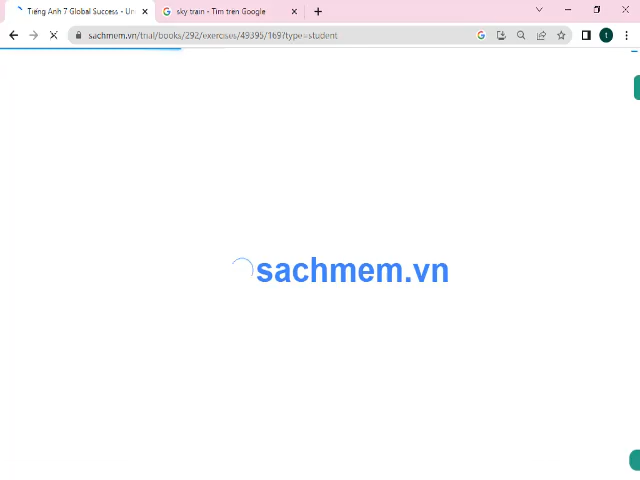 Tiếng Anh 7 Global Success - Uni
sky train - Tìm trên Google
sachmem.vn/trial/books/292/exercises/49395/169?type=student
t
sachmem.vn